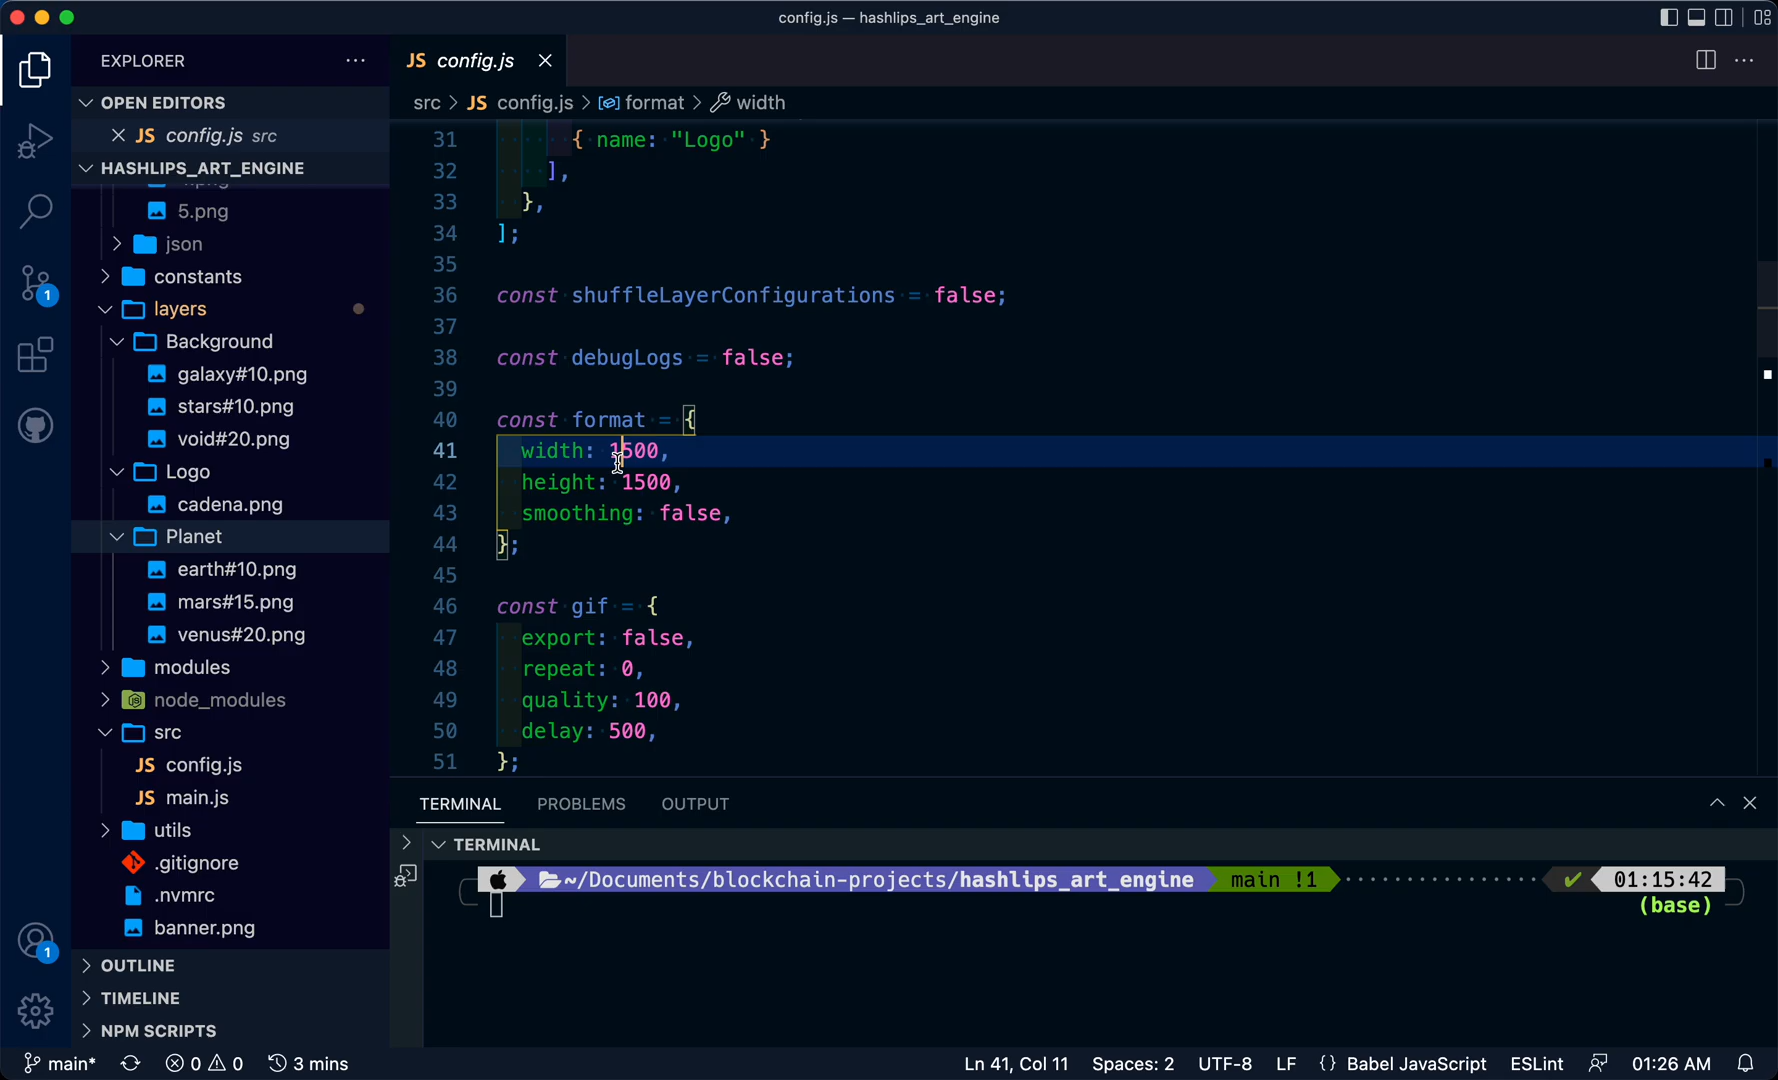 config.js — hashlips_art_engine
EXPLORER
OPEN EDITORS
JS config.js src
HASHLIPS_ART_ENGINE
5.png
json
constants
layers
Background
galaxy#10.png
stars#10.png
void#20.png
Logo
cadena.png
Planet
earth#10.png
mars#15.png
venus#20.png
modules
node_modules
src
JS config.js
JS main.js
utils
.gitignore
.nvmrc
banner.png
OUTLINE
TIMELINE
NPM SCRIPTS
1
1
JS config.js
src > JS config.js > format > width
31 { name: "Logo" }
32 ],
33 },
34 ];
35
36 const shuffleLayerConfigurations = false;
37
38 const debugLogs = false;
39
40 const format = {
41 width: 1500,
42 height: 1500,
43 smoothing: false,
44 };
45
46 const gif = {
47 export: false,
48 repeat: 0,
49 quality: 100,
50 delay: 500,
51 };
TERMINAL PROBLEMS OUTPUT
TERMINAL
~/Documents/blockchain-projects/hashlips_art_engine main !1 ✔ 01:15:42
(base)
main* 0 0 3 mins Ln 41, Col 11 Spaces: 2 UTF-8 LF {} Babel JavaScript ESLint 01:26 AM